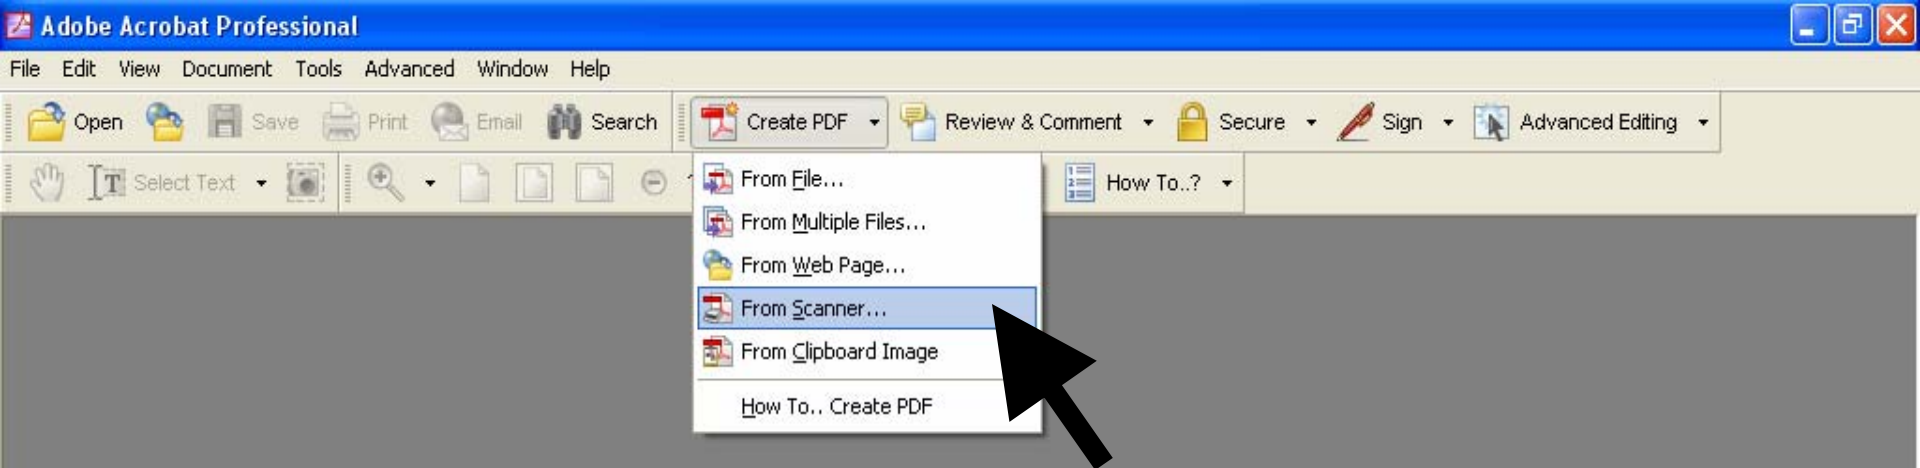 Adobe Acrobat Professional
File Edit View Document Tools Advanced Window Help
Open Save Print Email Search Create PDF Review & Comment Secure Sign Advanced Editing
Select Text How To..?
From File...
From Multiple Files...
From Web Page...
From Scanner...
From Clipboard Image
How To.. Create PDF